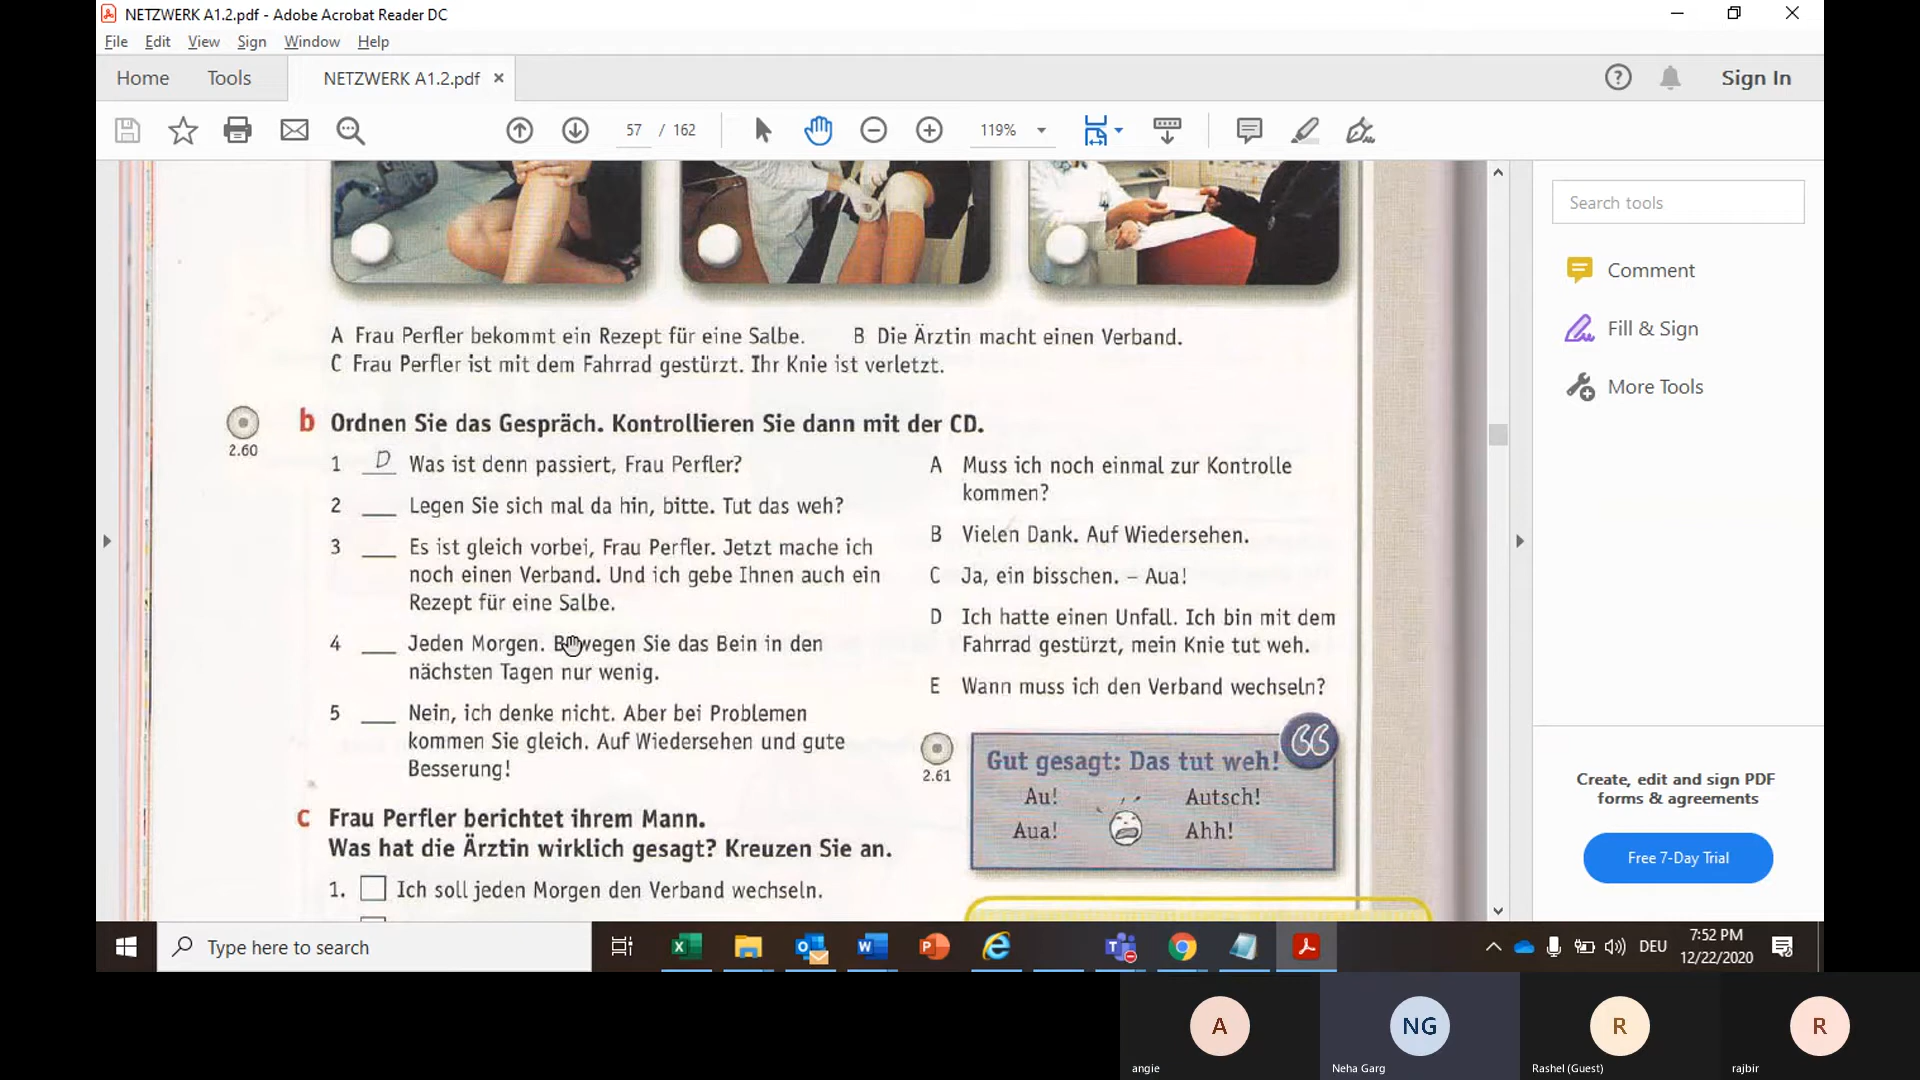 NETZWERK A1.2.pdf - Adobe Acrobat Reader DC
File Edit View Sign Window Help
Home Tools NETZWERK A1.2.pdf × Sign In
57 / 162 119%
Search tools
Comment
Fill & Sign
More Tools
A Frau Perfler bekommt ein Rezept für eine Salbe. B Die Ärztin macht einen Verband.
C Frau Perfler ist mit dem Fahrrad gestürzt. Ihr Knie ist verletzt.
2.60
b Ordnen Sie das Gespräch. Kontrollieren Sie dann mit der CD.
1 D Was ist denn passiert, Frau Perfler?
2 ___ Legen Sie sich mal da hin, bitte. Tut das weh?
3 ___ Es ist gleich vorbei, Frau Perfler. Jetzt mache ich
noch einen Verband. Und ich gebe Ihnen auch ein
Rezept für eine Salbe.
4 ___ Jeden Morgen. Bewegen Sie das Bein in den
nächsten Tagen nur wenig.
5 ___ Nein, ich denke nicht. Aber bei Problemen
kommen Sie gleich. Auf Wiedersehen und gute
Besserung!
A Muss ich noch einmal zur Kontrolle
kommen?
B Vielen Dank. Auf Wiedersehen.
C Ja, ein bisschen. – Aua!
D Ich hatte einen Unfall. Ich bin mit dem
Fahrrad gestürzt, mein Knie tut weh.
E Wann muss ich den Verband wechseln?
2.61
Gut gesagt: Das tut weh!
Au! Autsch!
Aua! Ahh!
c Frau Perfler berichtet ihrem Mann.
Was hat die Ärztin wirklich gesagt? Kreuzen Sie an.
1. Ich soll jeden Morgen den Verband wechseln.
Create, edit and sign PDF
forms & agreements
Free 7-Day Trial
Type here to search
DEU
7:52 PM
12/22/2020
A NG R R
angie Neha Garg Rashel (Guest) rajbir